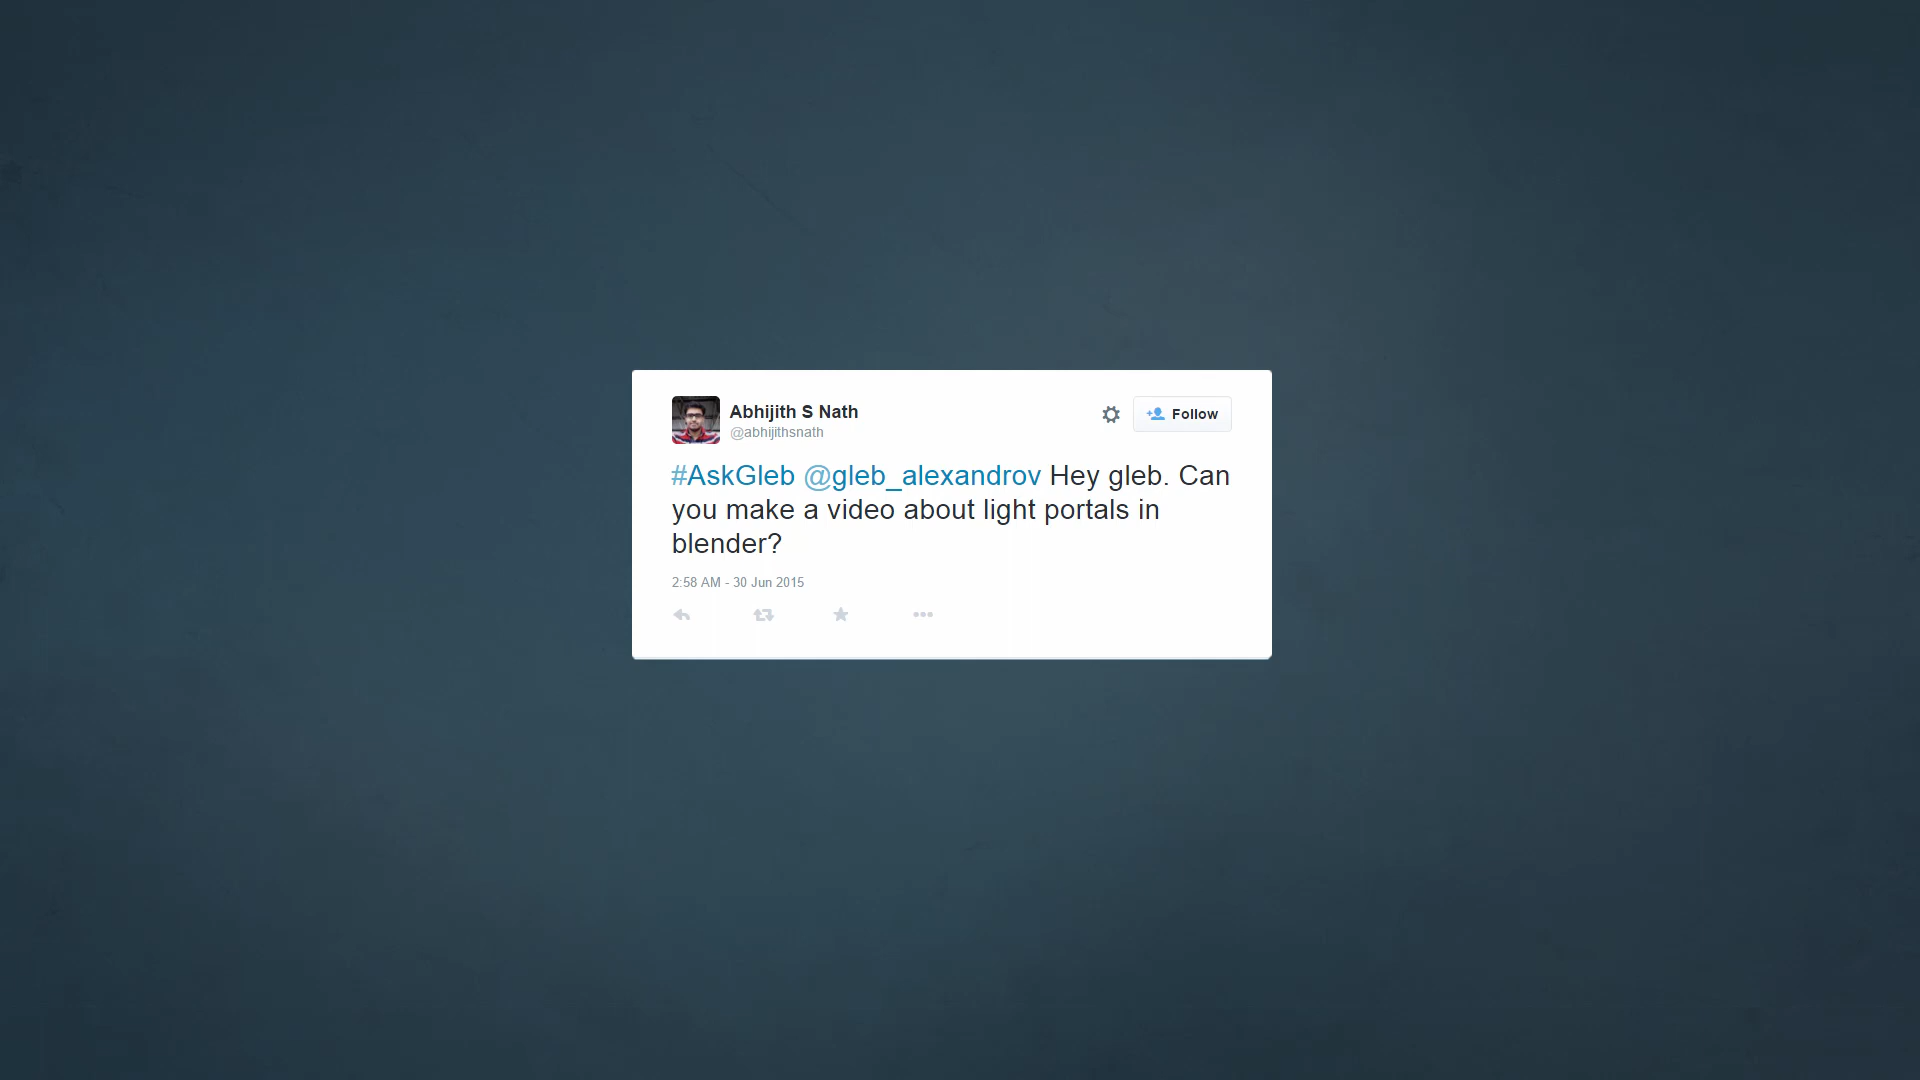 Abhijith S Nath
@abhijithsnath
Follow
#AskGleb @gleb_alexandrov Hey gleb. Can
you make a video about light portals in
blender?
2:58 AM - 30 Jun 2015